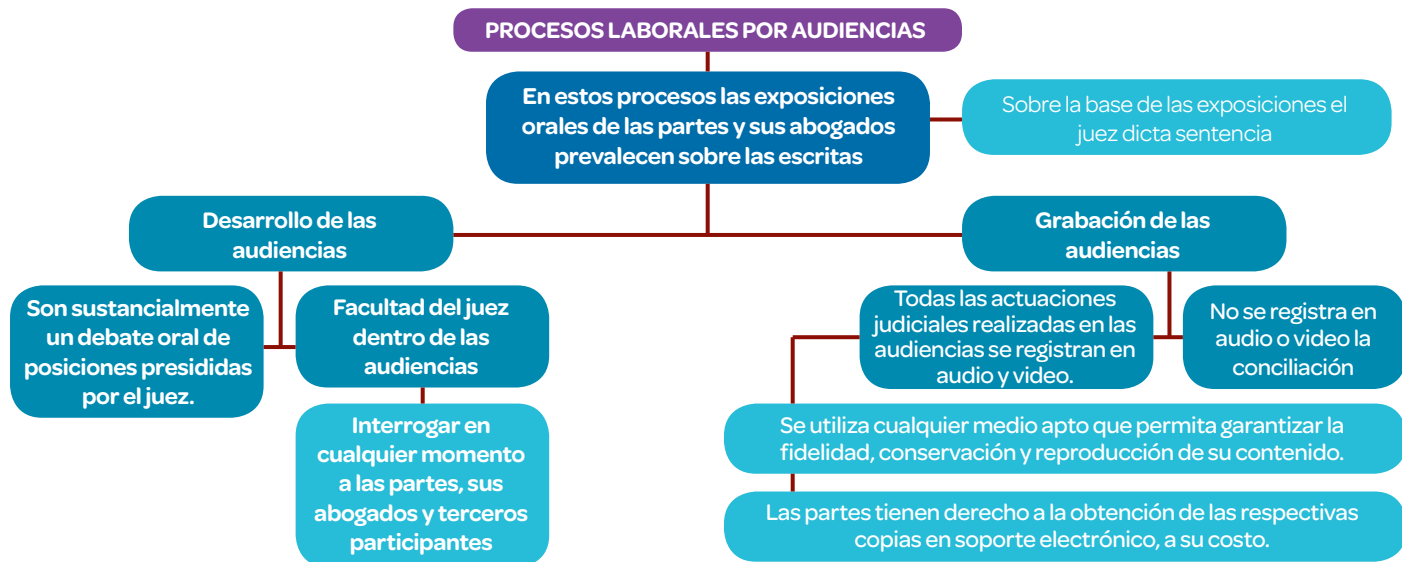 PROCESOS LABORALES POR AUDIENCIAS
En estos procesos las exposiciones
orales de las partes y sus abogados
prevalecen sobre las escritas
Sobre la base de las exposiciones el
juez dicta sentencia
Desarrollo de las
audiencias
Grabación de las
audiencias
Son sustancialmente
un debate oral de
posiciones presididas
por el juez.
Facultad del juez
dentro de las
audiencias
Todas las actuaciones
judiciales realizadas en las
audiencias se registran en
audio y video.
No se registra en
audio o video la
conciliación
Interrogar en
cualquier momento
a las partes, sus
abogados y terceros
participantes
Se utiliza cualquier medio apto que permita garantizar la
fidelidad, conservación y reproducción de su contenido.
Las partes tienen derecho a la obtención de las respectivas
copias en soporte electrónico, a su costo.